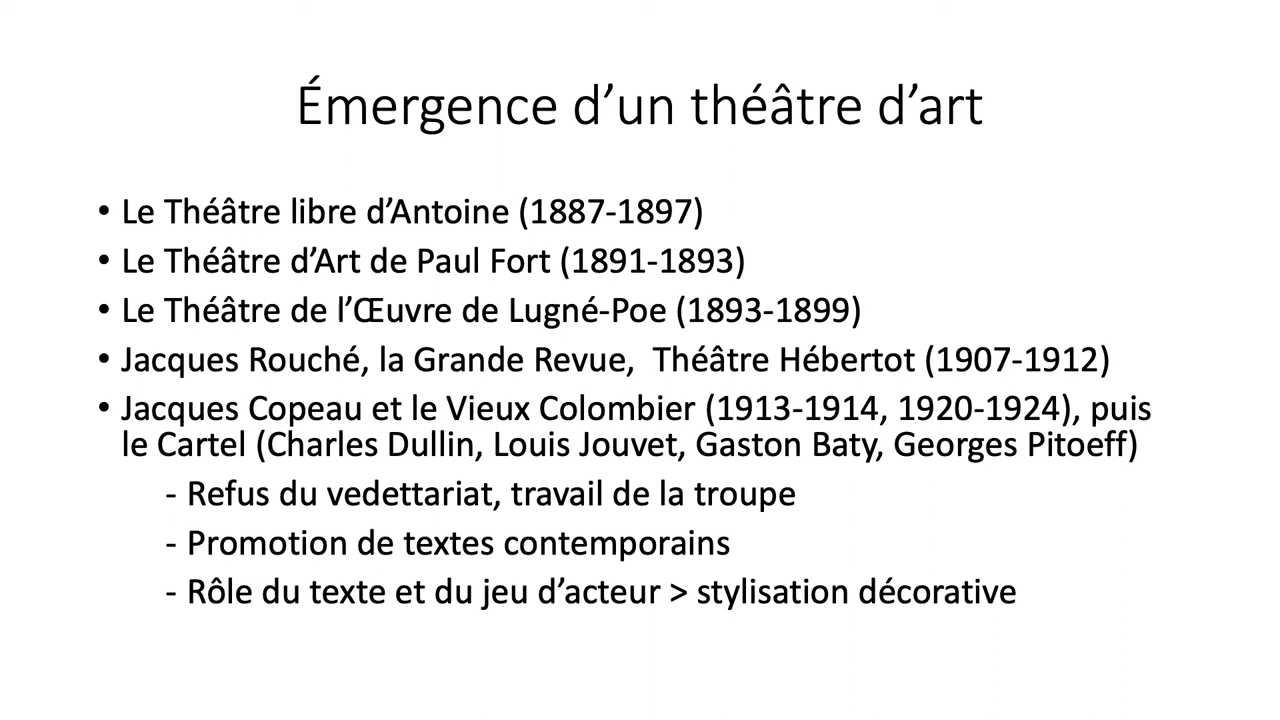 Émergence d’un théâtre d’art
• Le Théâtre libre d’Antoine (1887-1897)
• Le Théâtre d’Art de Paul Fort (1891-1893)
• Le Théâtre de l’Œuvre de Lugné-Poe (1893-1899)
• Jacques Rouché, la Grande Revue,  Théâtre Hébertot (1907-1912)
• Jacques Copeau et le Vieux Colombier (1913-1914, 1920-1924), puis
le Cartel (Charles Dullin, Louis Jouvet, Gaston Baty, Georges Pitoeff)
- Refus du vedettariat, travail de la troupe
- Promotion de textes contemporains
- Rôle du texte et du jeu d’acteur > stylisation décorative